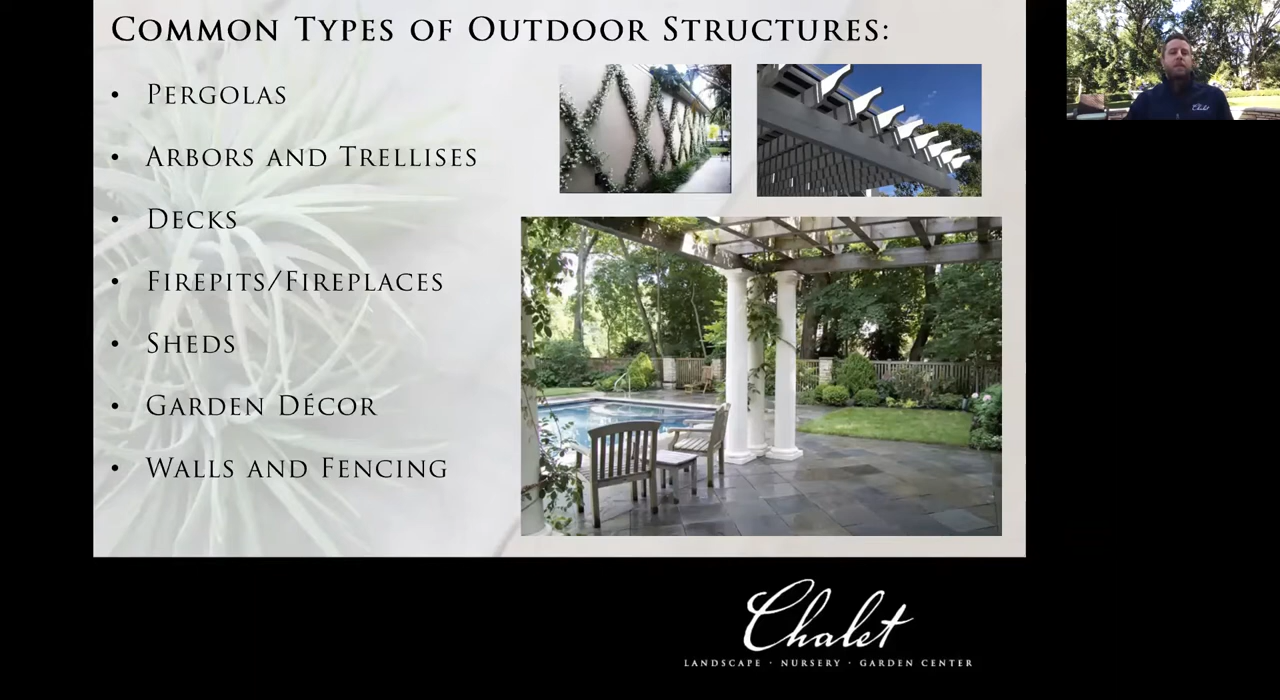 Common Types of Outdoor Structures:
• Pergolas
• Arbors and Trellises
• Decks
• Firepits/Fireplaces
• Sheds
• Garden Décor
• Walls and Fencing
Chalet
Chalet
LANDSCAPE · NURSERY · GARDEN CENTER